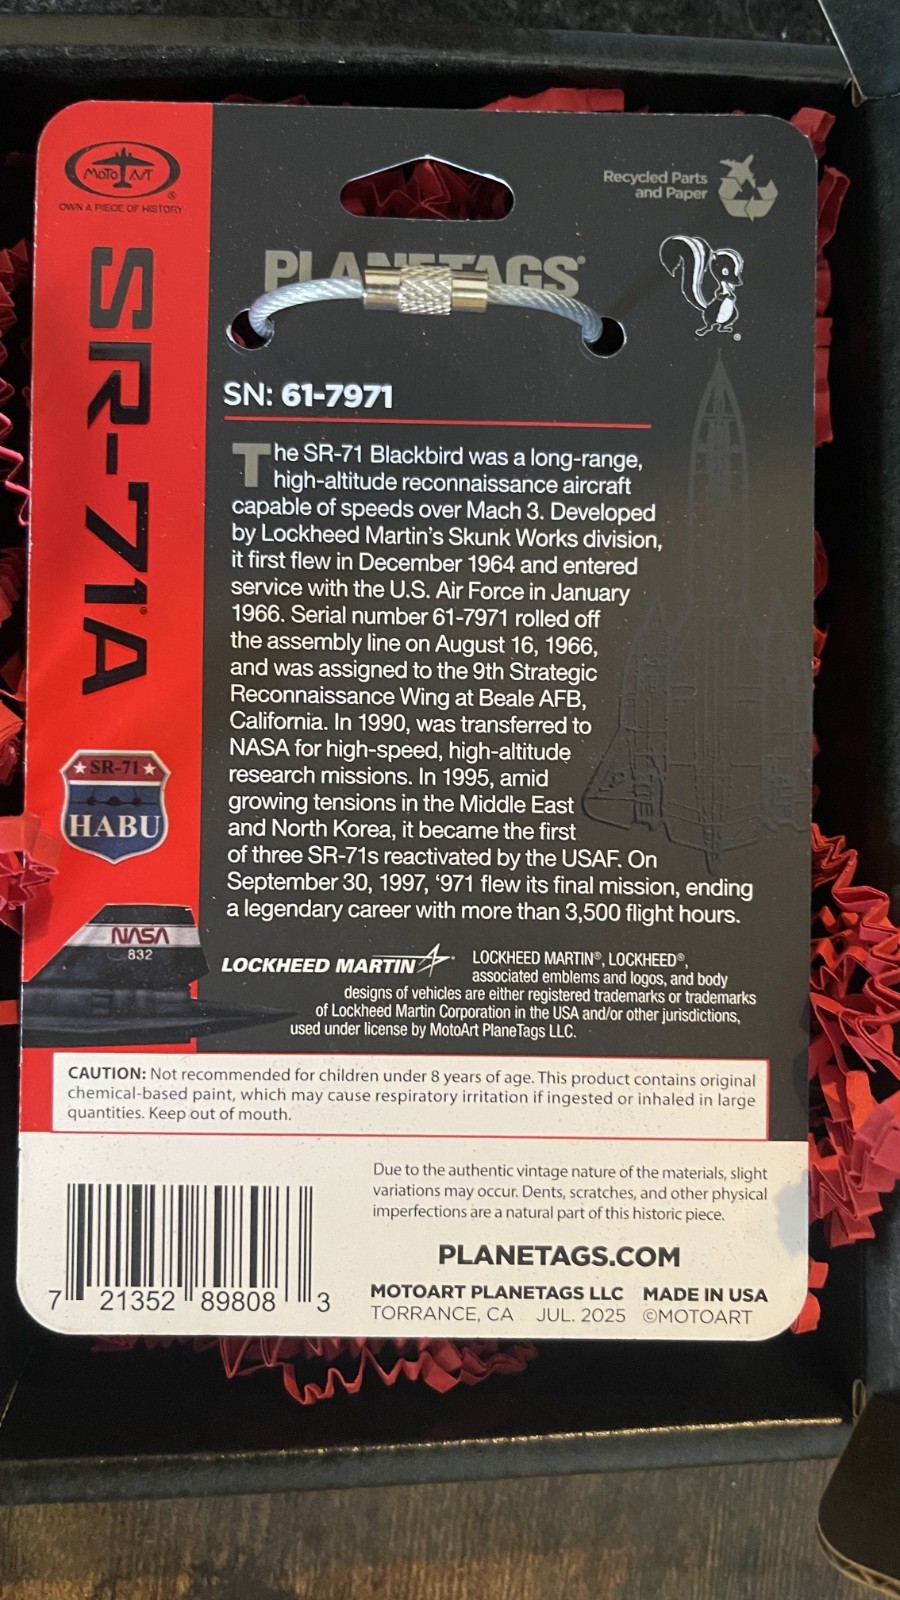 MotoArt
®
OWN A PIECE OF HISTORY
Recycled Parts
and Paper
PLANETAGS®
SR-71A
SN: 61-7971
The SR-71 Blackbird was a long-range,
high-altitude reconnaissance aircraft
capable of speeds over Mach 3. Developed
by Lockheed Martin's Skunk Works division,
it first flew in December 1964 and entered
service with the U.S. Air Force in January
1966. Serial number 61-7971 rolled off
the assembly line on August 16, 1966,
and was assigned to the 9th Strategic
Reconnaissance Wing at Beale AFB,
California. In 1990, was transferred to
NASA for high-speed, high-altitude
research missions. In 1995, amid
growing tensions in the Middle East
and North Korea, it became the first
of three SR-71s reactivated by the USAF. On
September 30, 1997, '971 flew its final mission, ending
a legendary career with more than 3,500 flight hours.
SR-71
HABU
NASA
832
LOCKHEED MARTIN
LOCKHEED MARTIN®, LOCKHEED®,
associated emblems and logos, and body
designs of vehicles are either registered trademarks or trademarks
of Lockheed Martin Corporation in the USA and/or other jurisdictions,
used under license by MotoArt PlaneTags LLC.
CAUTION: Not recommended for children under 8 years of age. This product contains original
chemical-based paint, which may cause respiratory irritation if ingested or inhaled in large
quantities. Keep out of mouth.
Due to the authentic vintage nature of the materials, slight
variations may occur. Dents, scratches, and other physical
imperfections are a natural part of this historic piece.
PLANETAGS.COM
MOTOART PLANETAGS LLC MADE IN USA
TORRANCE, CA JUL. 2025 ©MOTOART
7 21352 89808 3